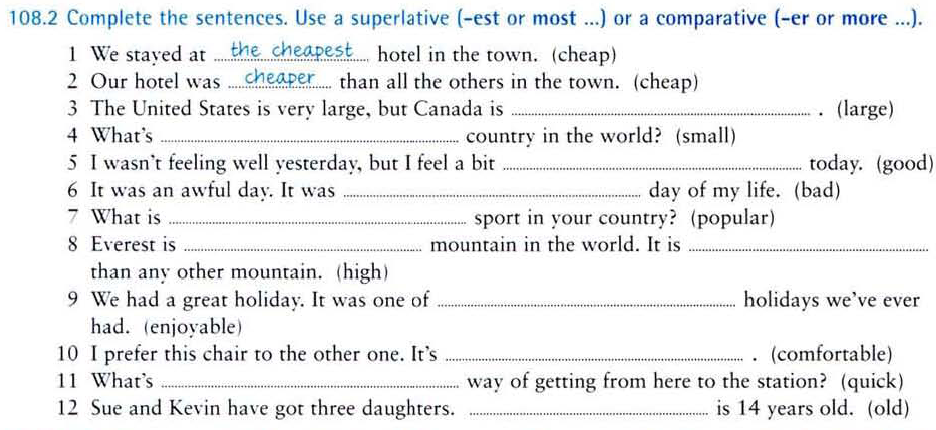 108.2 Complete the sentences. Use a superlative (-est or most ...) or a comparative (-er or more ...).
1 We stayed at ....the cheapest.... hotel in the town. (cheap)
2 Our hotel was ....cheaper.... than all the others in the town. (cheap)
3 The United States is very large, but Canada is .................... . (large)
4 What's .................... country in the world? (small)
5 I wasn't feeling well yesterday, but I feel a bit .................... today. (good)
6 It was an awful day. It was .................... day of my life. (bad)
7 What is .................... sport in your country? (popular)
8 Everest is .................... mountain in the world. It is ....................
than any other mountain. (high)
9 We had a great holiday. It was one of .................... holidays we've ever
had. (enjoyable)
10 I prefer this chair to the other one. It's .................... . (comfortable)
11 What's .................... way of getting from here to the station? (quick)
12 Sue and Kevin have got three daughters. .................... is 14 years old. (old)